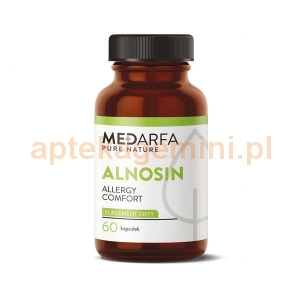 MEDARFA
PURE NATURE
aptekagemini.pl
ALNOSIN
ALLERGY
COMFORT
SUPLEMENT DIETY
60 kapsułek